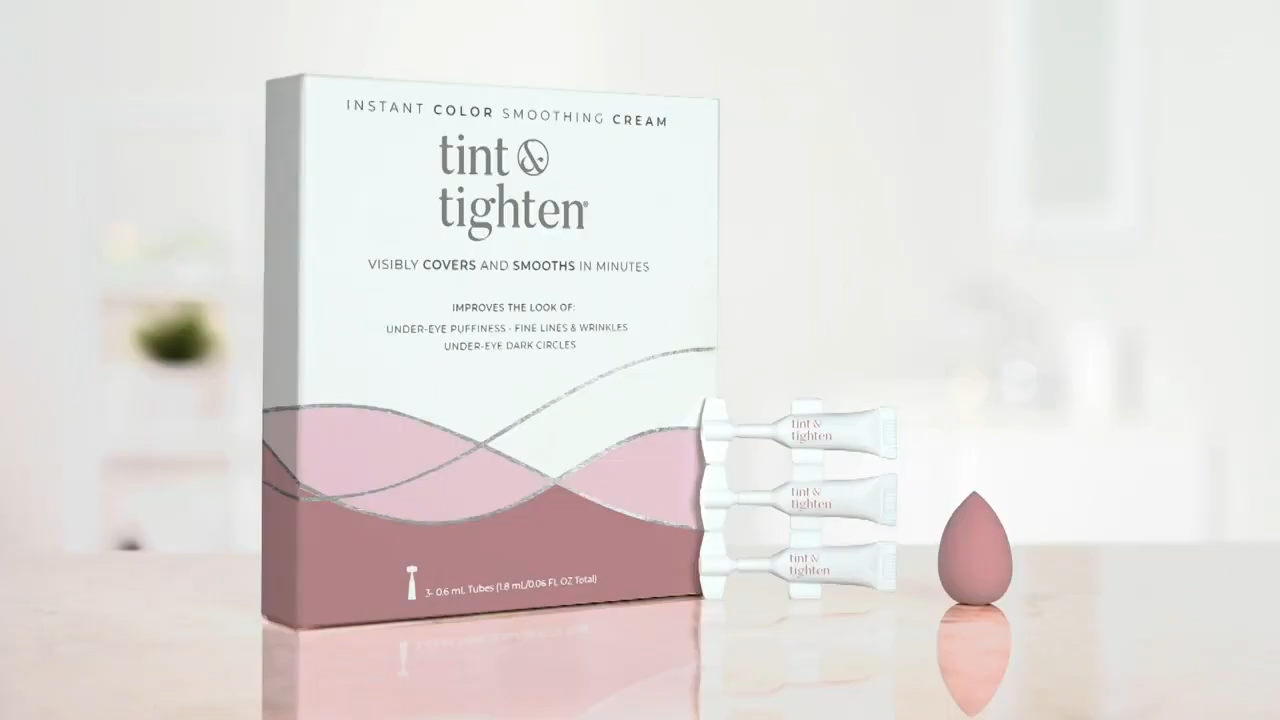 INSTANT COLOR SMOOTHING CREAM
tint &
tighten®
VISIBLY COVERS AND SMOOTHS IN MINUTES
IMPROVES THE LOOK OF:
UNDER-EYE PUFFINESS · FINE LINES & WRINKLES
UNDER-EYE DARK CIRCLES
3- 0.6 mL Tubes (1.8 mL/0.06 FL OZ Total)
tint &
tighten
tint &
tighten
tint &
tighten